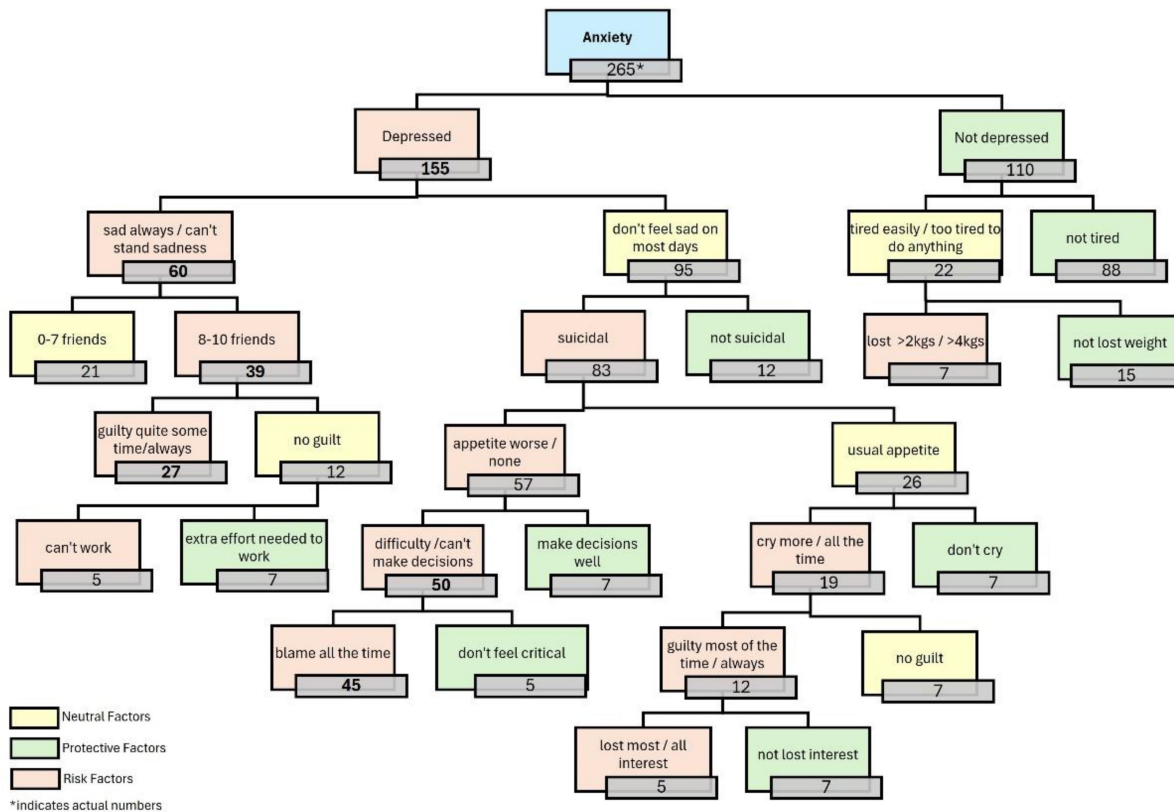 Anxiety
265*
Depressed
155
Not depressed
110
sad always / can't
stand sadness
60
don't feel sad on
most days
95
tired easily / too tired to
do anything
22
not tired
88
0-7 friends
21
8-10 friends
39
suicidal
83
not suicidal
12
lost >2kgs / >4kgs
7
not lost weight
15
guilty quite some
time/always
27
no guilt
12
appetite worse /
none
57
usual appetite
26
can't work
5
extra effort needed to
work
7
difficulty /can't
make decisions
50
make decisions
well
7
cry more / all the
time
19
don't cry
7
blame all the time
45
don't feel critical
5
guilty most of the
time / always
12
no guilt
7
lost most / all
interest
5
not lost interest
7
Neutral Factors
Protective Factors
Risk Factors
*indicates actual numbers